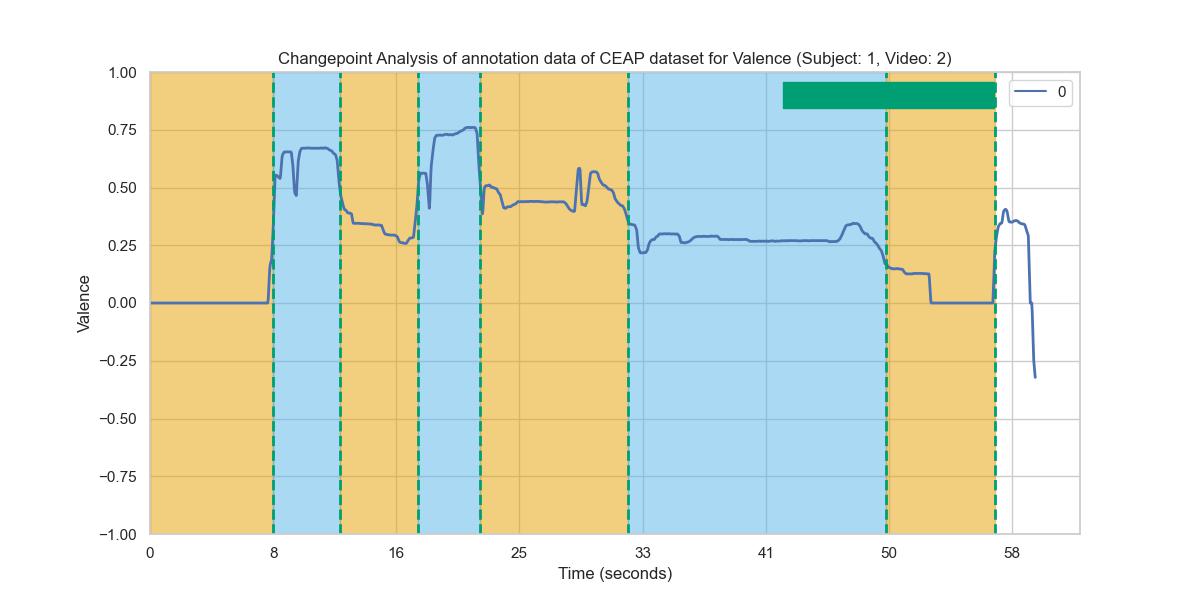 Changepoint Analysis of annotation data of CEAP dataset for Valence (Subject: 1, Video: 2)
1.00
0.75
0.50
0.25
0.00
−0.25
−0.50
−0.75
−1.00
Valence
0
0 8 16 25 33 41 50 58
Time (seconds)